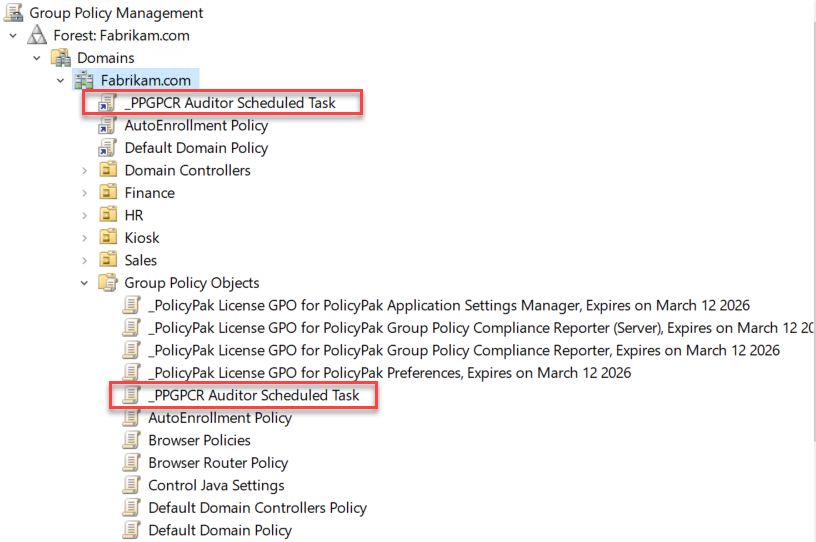 Group Policy Management
Forest: Fabrikam.com
Domains
Fabrikam.com
_PPGPCR Auditor Scheduled Task
AutoEnrollment Policy
Default Domain Policy
Domain Controllers
Finance
HR
Kiosk
Sales
Group Policy Objects
_PolicyPak License GPO for PolicyPak Application Settings Manager, Expires on March 12 2026
_PolicyPak License GPO for PolicyPak Group Policy Compliance Reporter (Server), Expires on March 12 20
_PolicyPak License GPO for PolicyPak Group Policy Compliance Reporter, Expires on March 12 2026
_PolicyPak License GPO for PolicyPak Preferences, Expires on March 12 2026
_PPGPCR Auditor Scheduled Task
AutoEnrollment Policy
Browser Policies
Browser Router Policy
Control Java Settings
Default Domain Controllers Policy
Default Domain Policy